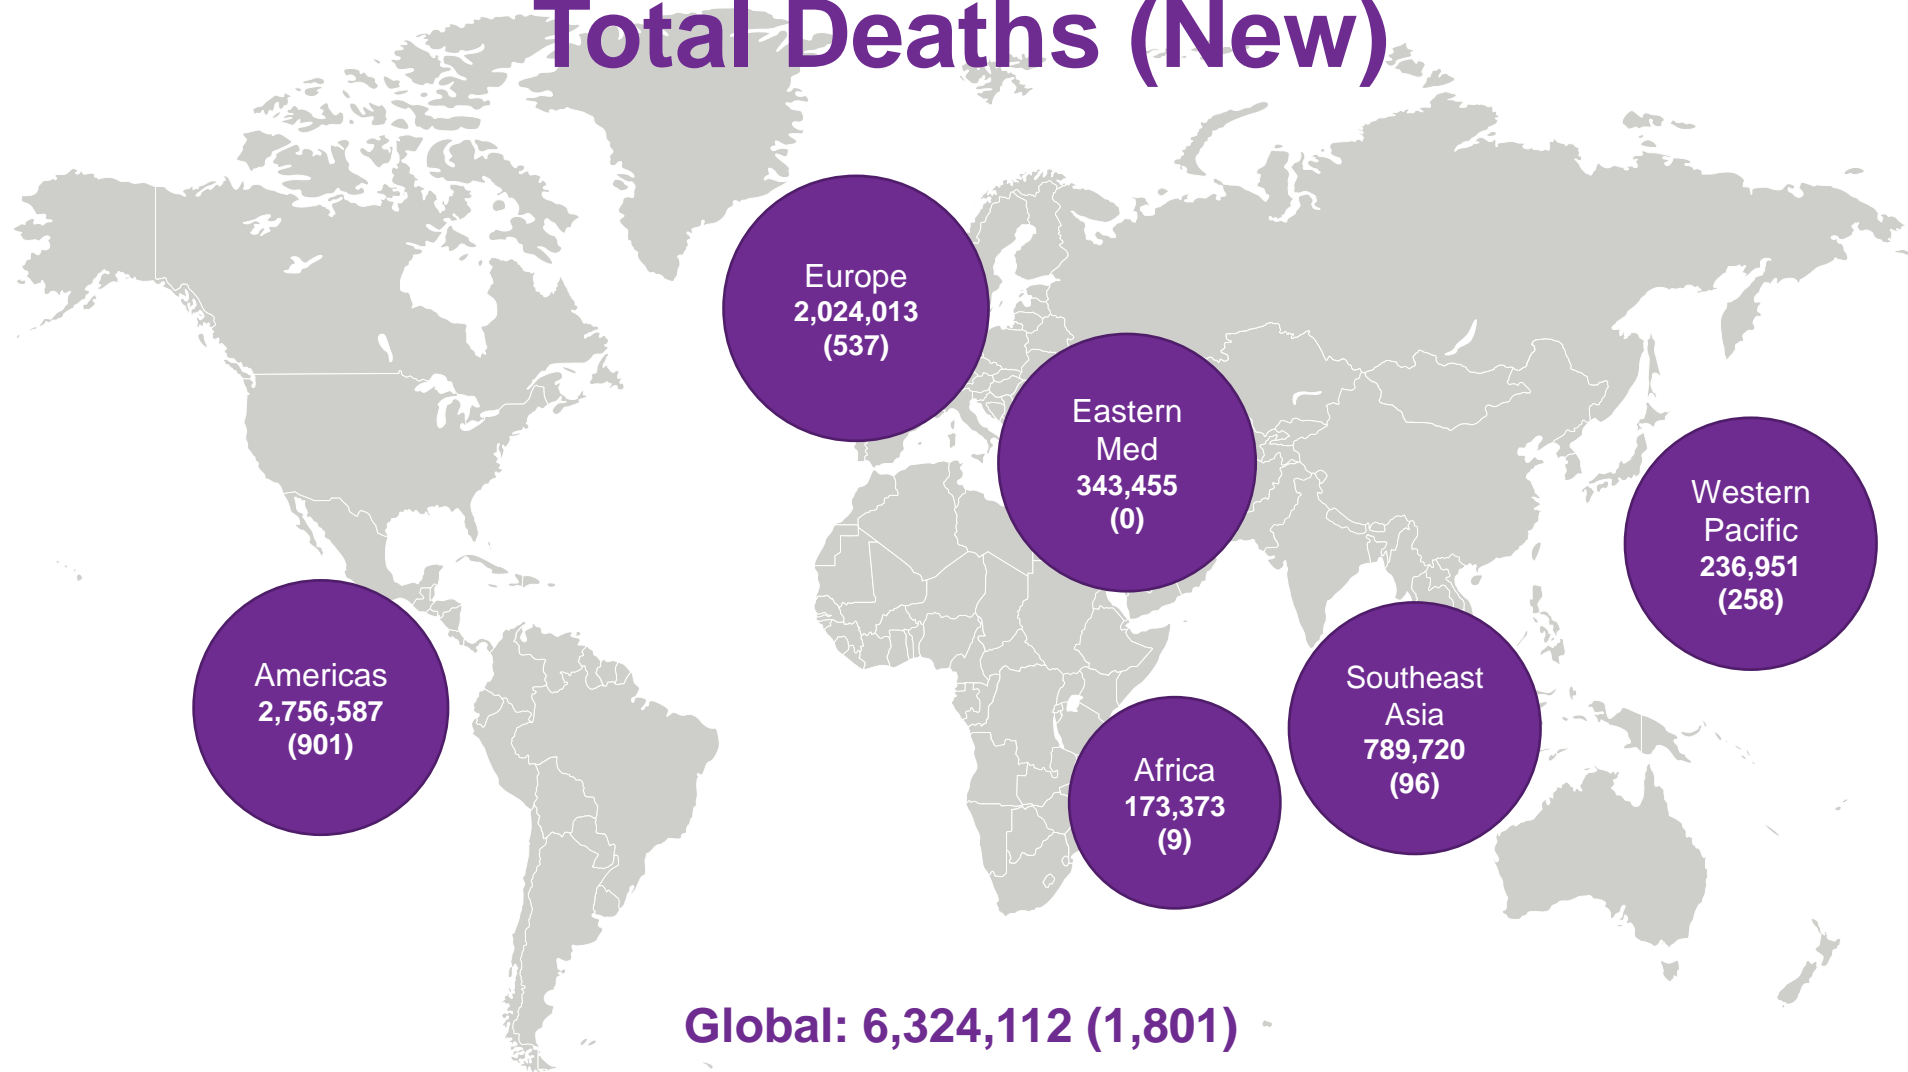 Total Deaths (New)
Europe
2,024,013
(537)
Eastern
Med
343,455
(0)
Western
Pacific
236,951
(258)
Americas
2,756,587
(901)
Southeast
Asia
789,720
(96)
Africa
173,373
(9)
Global: 6,324,112 (1,801)